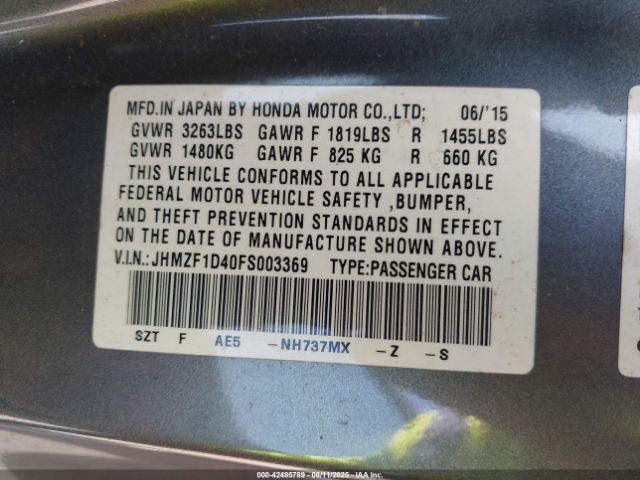 MFD.IN JAPAN BY HONDA MOTOR CO.,LTD; 06/'15
GVWR 3263LBS GAWR F 1819LBS R 1455LBS
GVWR 1480KG GAWR F 825 KG R 660 KG
THIS VEHICLE CONFORMS TO ALL APPLICABLE
FEDERAL MOTOR VEHICLE SAFETY ,BUMPER,
AND THEFT PREVENTION STANDARDS IN EFFECT
ON THE DATE OF MANUFACTURE SHOWN ABOVE.
V.I.N.:JHMZF1D40FS003369 TYPE:PASSENGER CAR
SZT F AE5 -NH737MX -Z -S
000-42485789 - 06/11/2025 - IAAI.COM